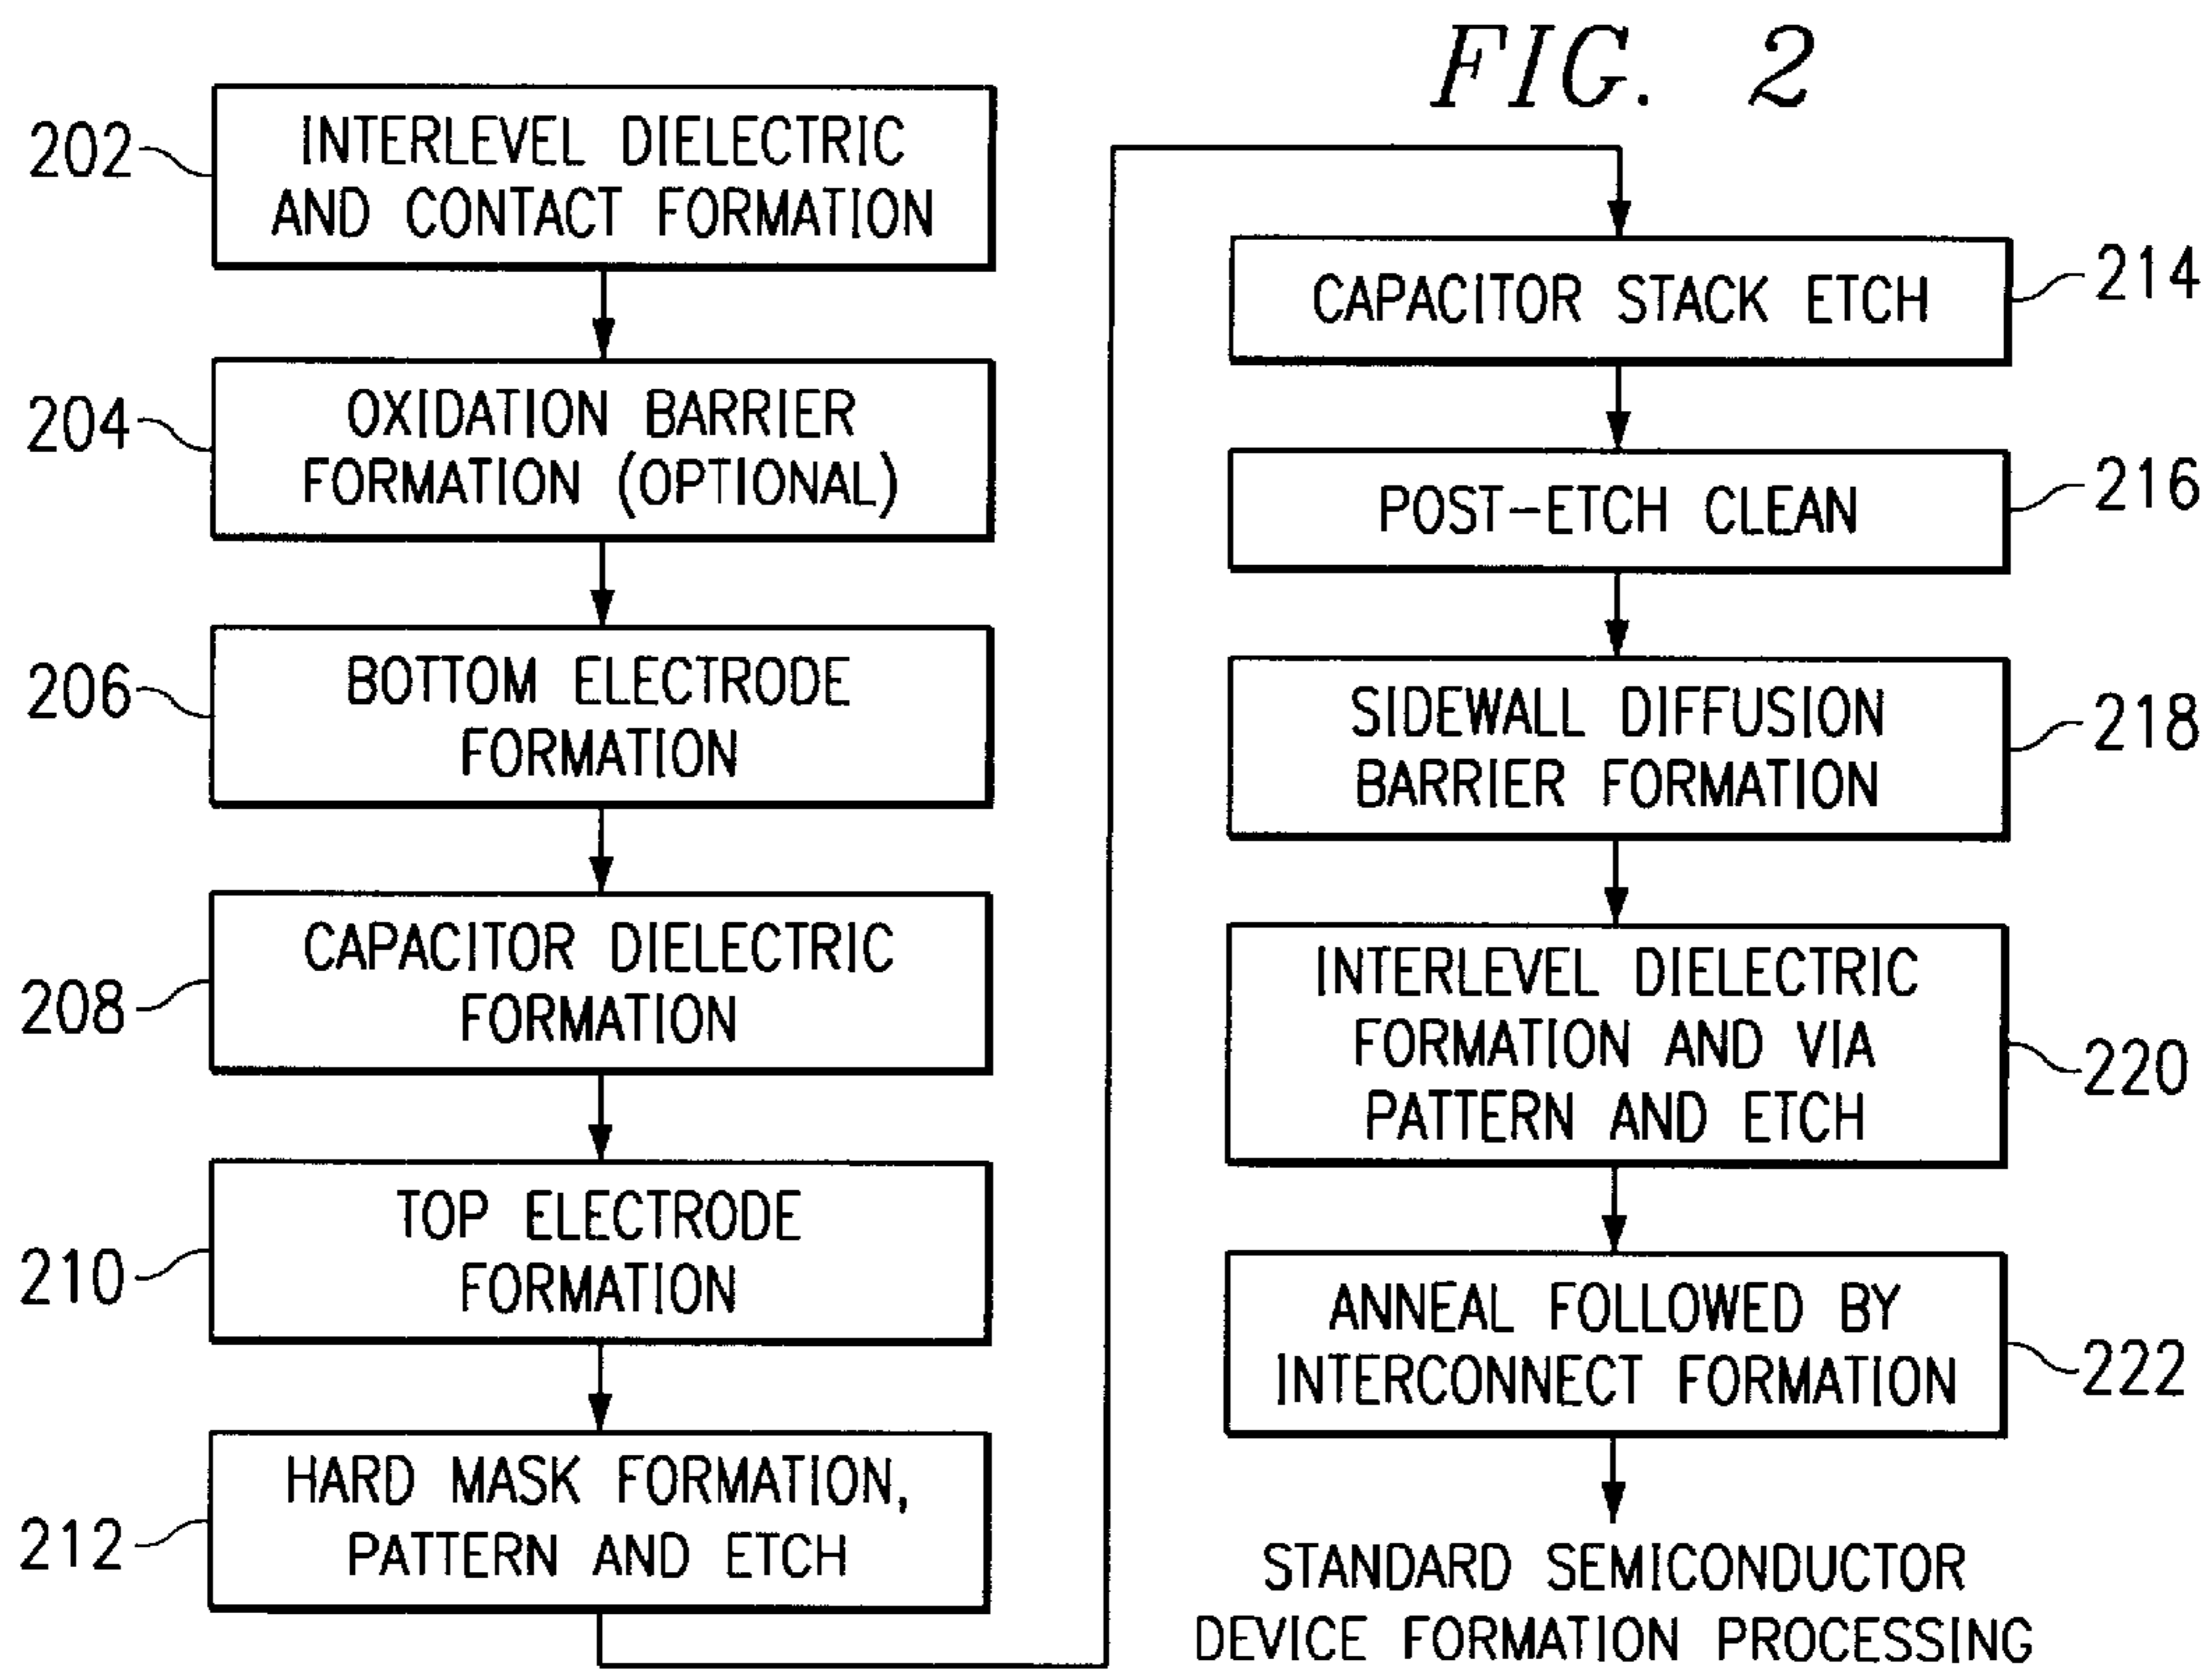 FIG. 2
202
INTERLEVEL DIELECTRIC
AND CONTACT FORMATION
204
OXIDATION BARRIER
FORMATION (OPTIONAL)
206
BOTTOM ELECTRODE
FORMATION
208
CAPACITOR DIELECTRIC
FORMATION
210
TOP ELECTRODE
FORMATION
212
HARD MASK FORMATION,
PATTERN AND ETCH
CAPACITOR STACK ETCH
214
POST-ETCH CLEAN
216
SIDEWALL DIFFUSION
BARRIER FORMATION
218
INTERLEVEL DIELECTRIC
FORMATION AND VIA
PATTERN AND ETCH
220
ANNEAL FOLLOWED BY
INTERCONNECT FORMATION
222
STANDARD SEMICONDUCTOR
DEVICE FORMATION PROCESSING